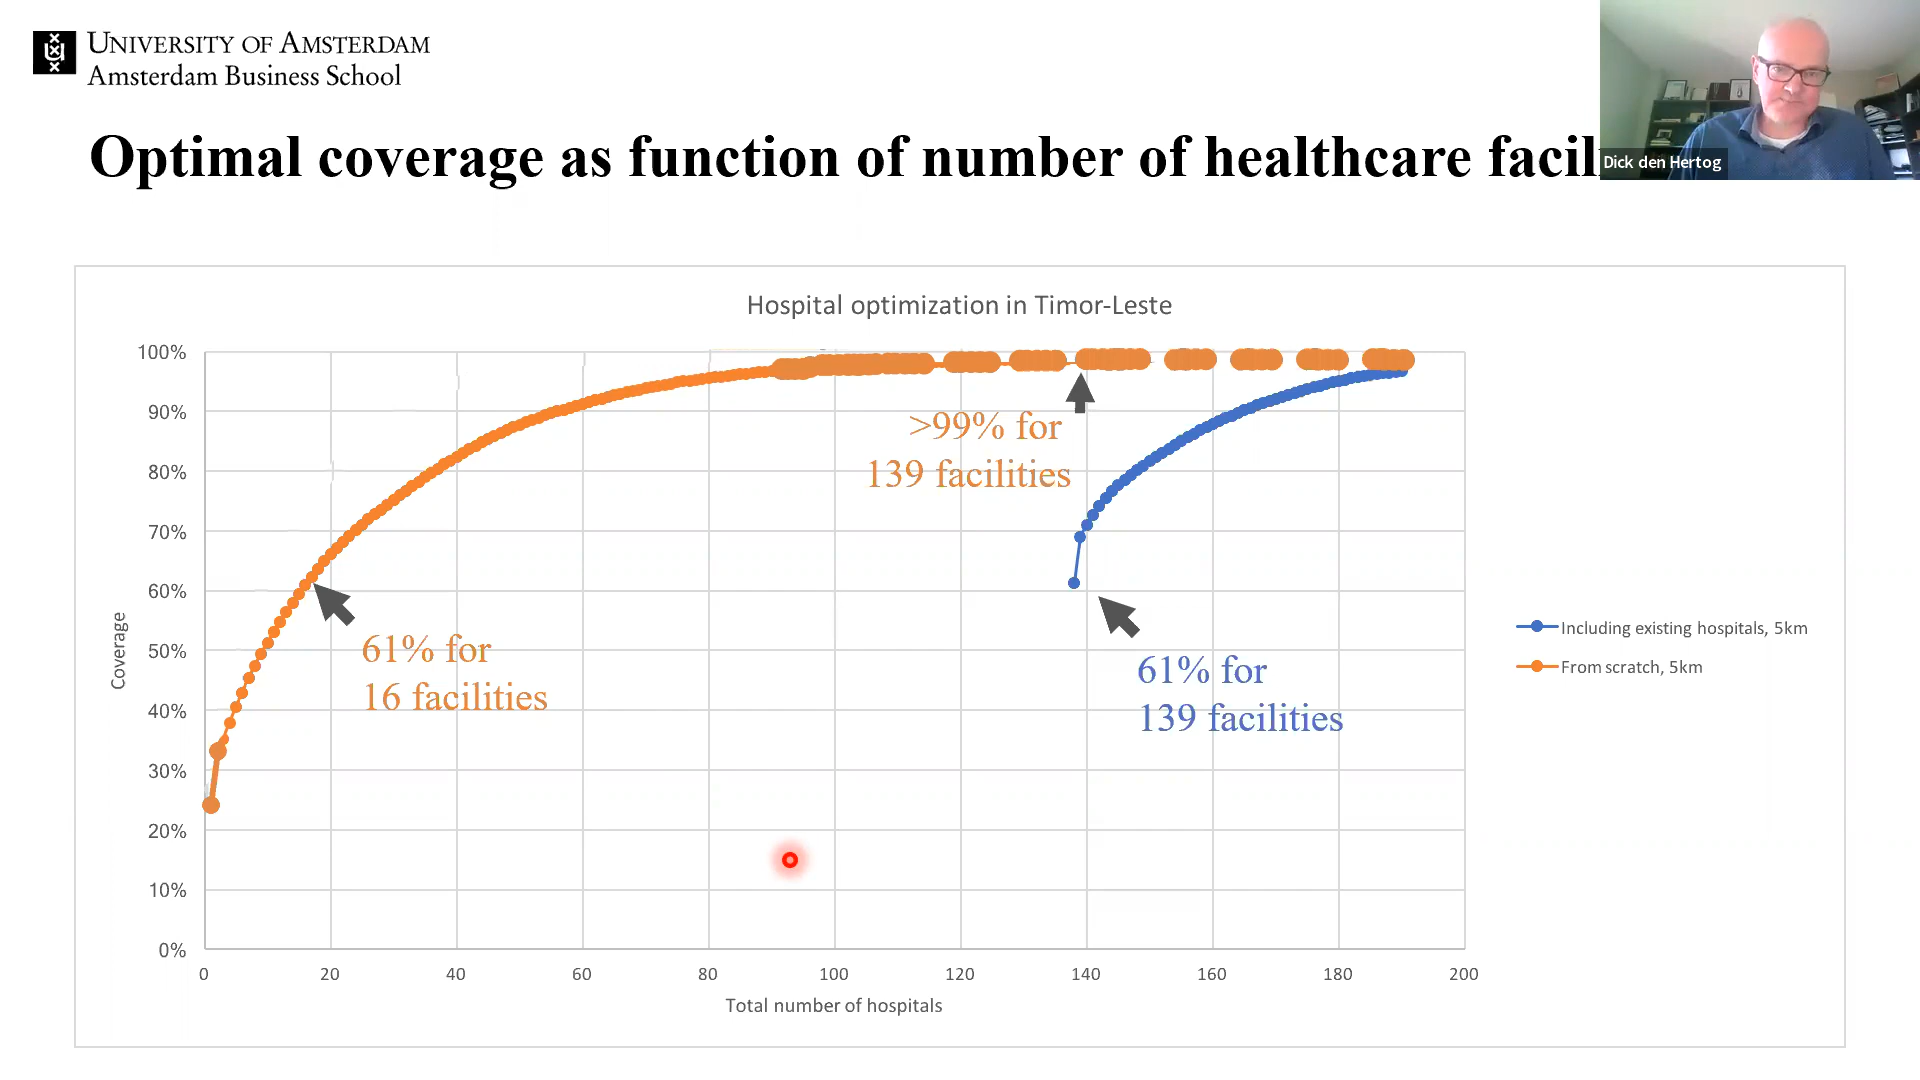 UNIVERSITY OF AMSTERDAM
Amsterdam Business School
Dick den Hertog
Optimal coverage as function of number of healthcare facil
Hospital optimization in Timor-Leste
100%
90%
80%
70%
60%
50%
40%
30%
20%
10%
0%
Coverage
>99% for
139 facilities
61% for
16 facilities
61% for
139 facilities
Including existing hospitals, 5km
From scratch, 5km
0 20 40 60 80 100 120 140 160 180 200
Total number of hospitals